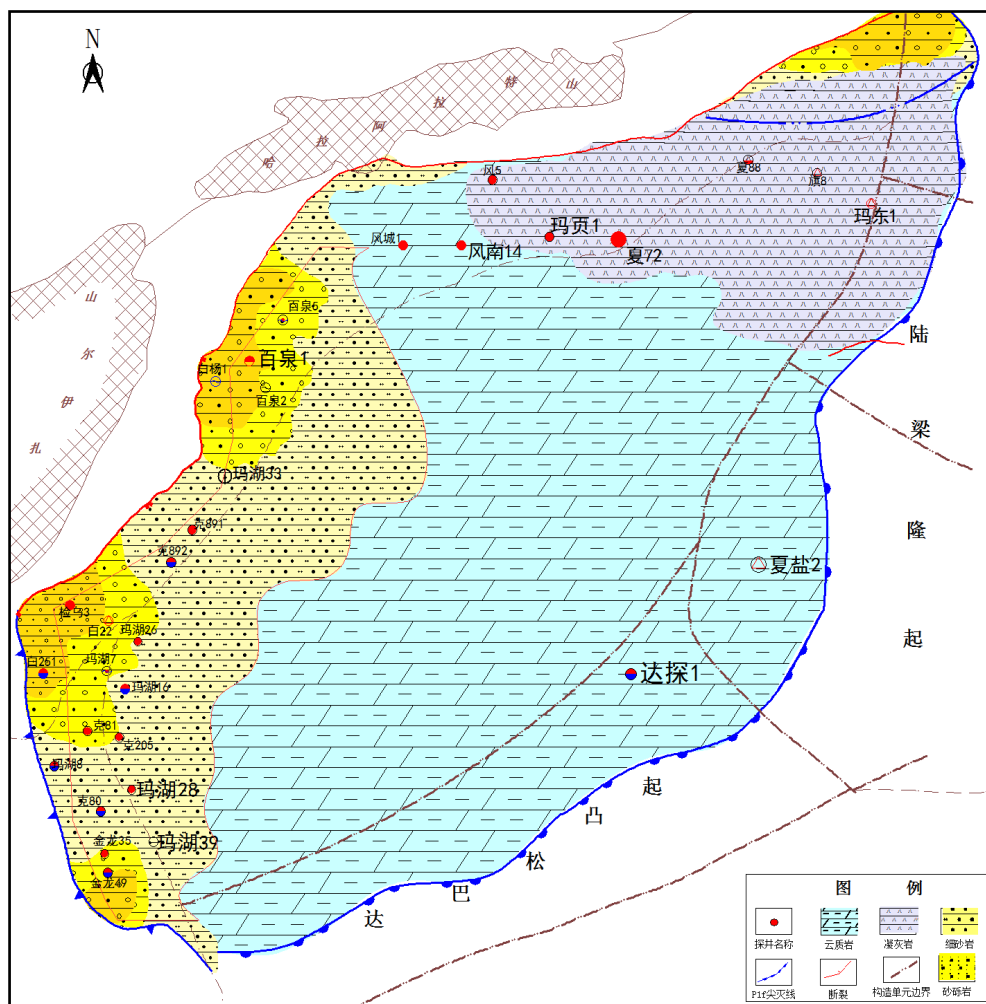 N
哈拉阿拉特山
扎伊尔山
风5
夏88
旗8
玛东1
玛页1
风城1
风南14
夏72
百泉6
百泉1
白杨1
百泉2
玛湖33
克891
克892
夏盐2
检乌3
白22
玛湖26
玛湖7
白261
玛湖16
达探1
克81
克205
玛湖8
玛湖28
克80
玛湖39
金龙35
金龙49
陆梁隆起
达巴松凸起
图 例
探井名称
云质岩
凝灰岩
细砂岩
P1f尖灭线
断裂
构造单元边界
砂砾岩